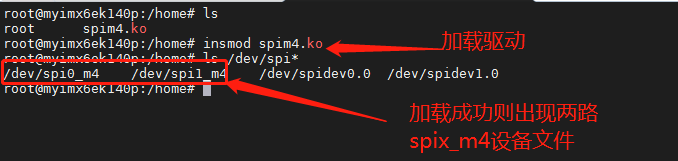 root@myimx6ek140p:/home# ls
root      spim4.ko
root@myimx6ek140p:/home# insmod spim4.ko
root@myimx6ek140p:/home# ls /dev/spi*
/dev/spi0_m4    /dev/spi1_m4    /dev/spidev0.0  /dev/spidev1.0
root@myimx6ek140p:/home#
加载驱动
加载成功则出现两路
spix_m4设备文件